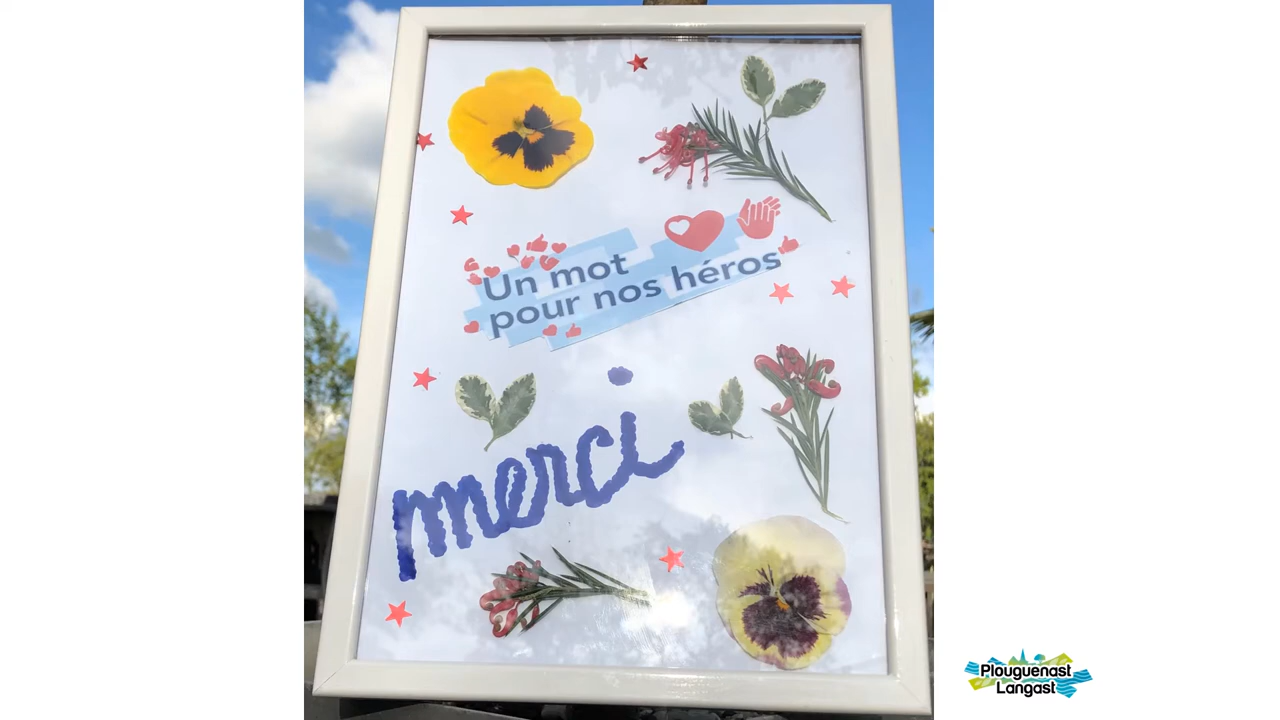 Un mot
pour nos héros
merci
Plouguenast
Langast